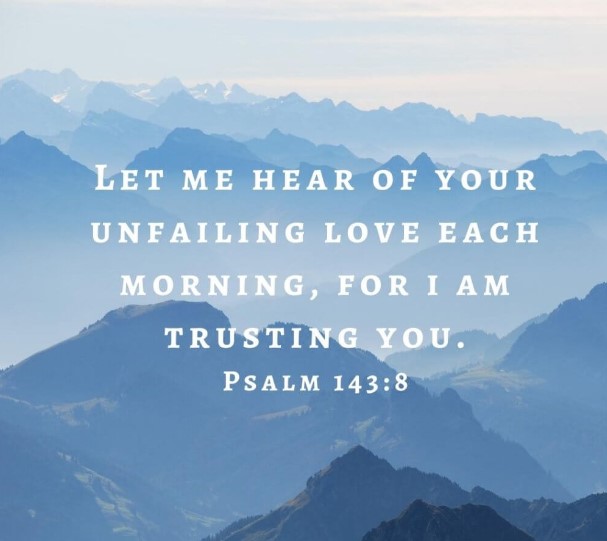 Let me hear of your
unfailing love each
morning, for i am
trusting you.
Psalm 143:8